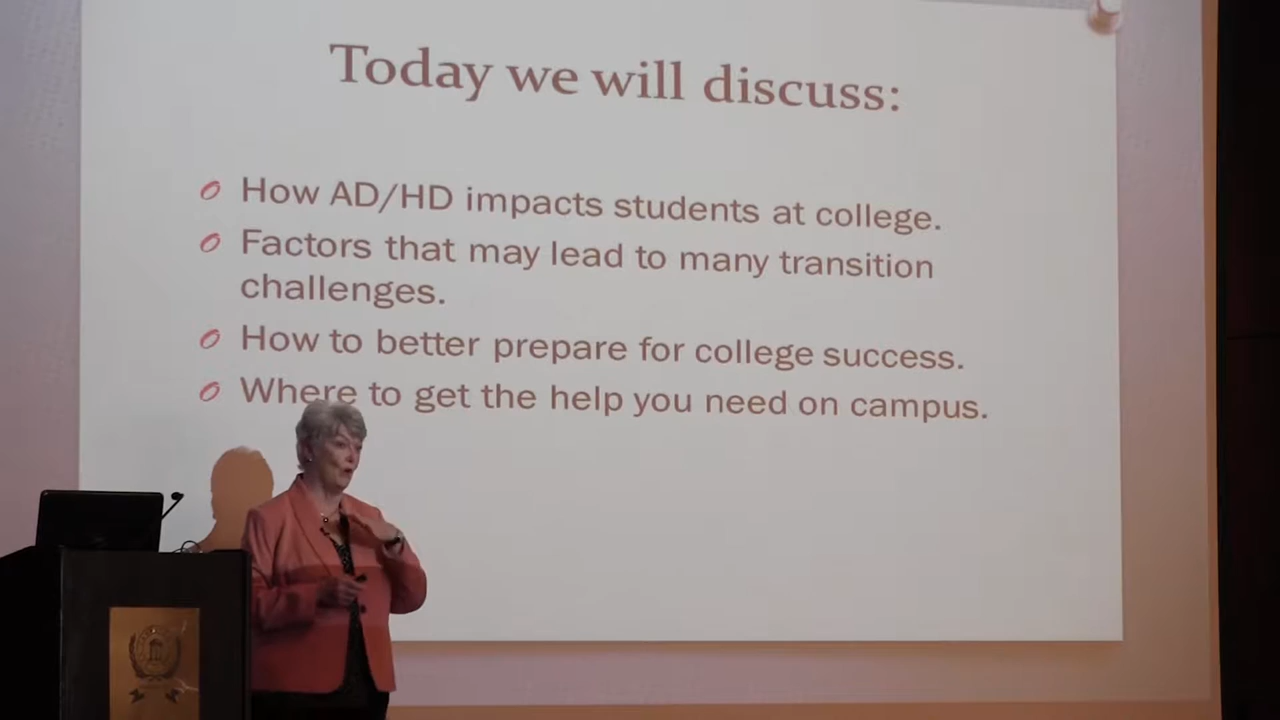 Today we will discuss:
How AD/HD impacts students at college.
Factors that may lead to many transition
challenges.
How to better prepare for college success.
Where to get the help you need on campus.